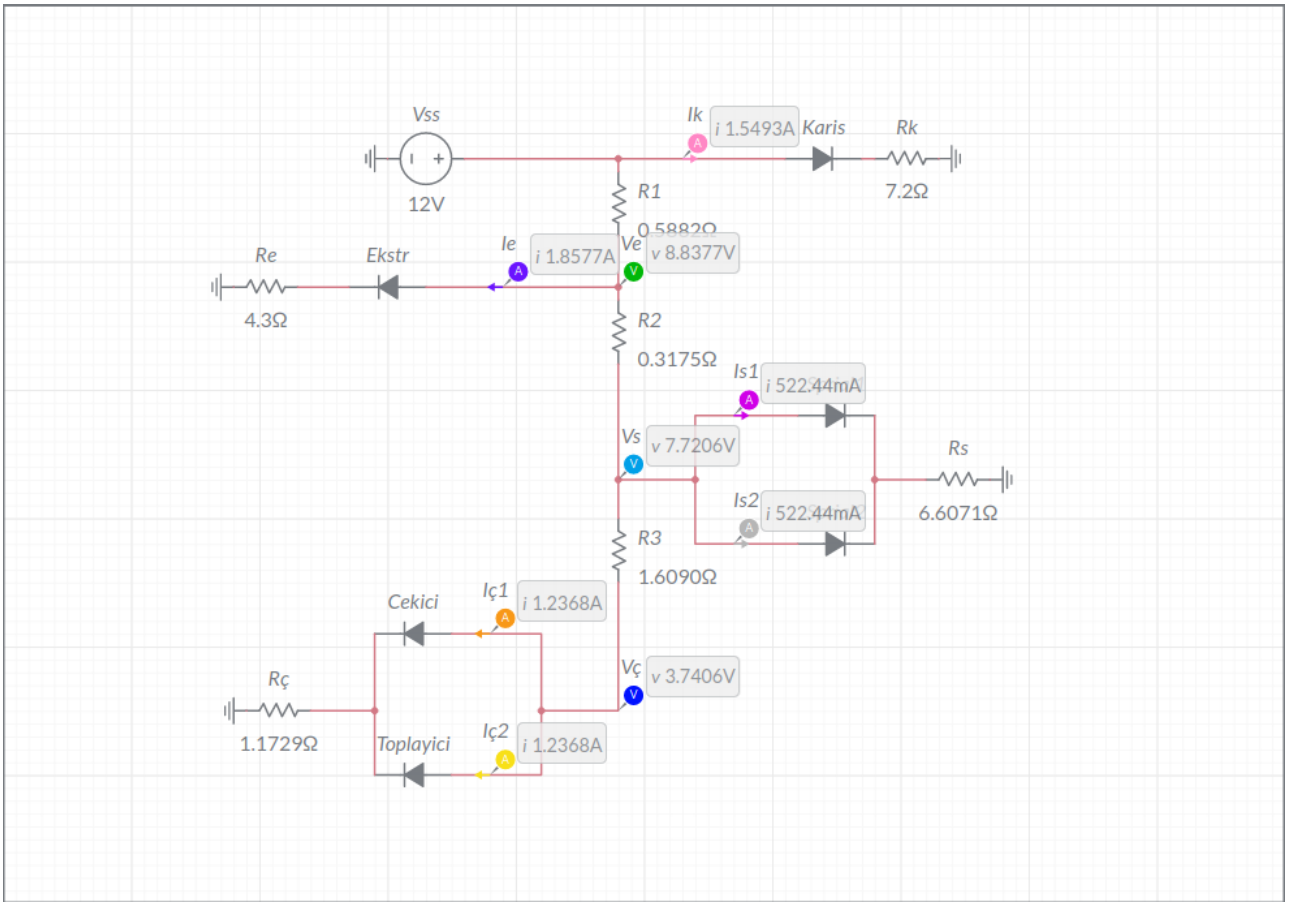 Vss
12V
Ik
i 1.5493A
Karis
Rk
7.2Ω
R1
0.5882Ω
Re
4.3Ω
Ekstr
Ie
i 1.8577A
Ve
v 8.8377V
R2
0.3175Ω
Is1
i 522.44mA
Vs
v 7.7206V
Rs
6.6071Ω
Is2
i 522.44mA
R3
1.6090Ω
Cekici
Iç1
i 1.2368A
Rç
1.1729Ω
Vç
v 3.7406V
Toplayici
Iç2
i 1.2368A
I
+
A
A
V
A
V
A
A
V
A